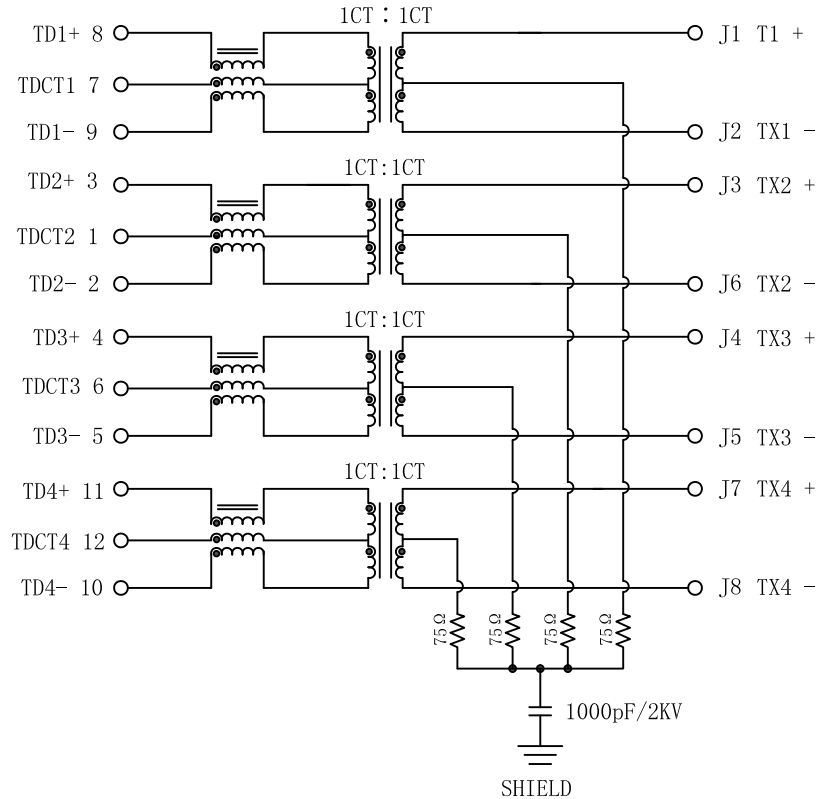 1CT : 1CT
TD1+ 8
J1 T1 +
TDCT1 7
TD1- 9
J2 TX1 -
1CT:1CT
TD2+ 3
J3 TX2 +
TDCT2 1
TD2- 2
J6 TX2 -
1CT:1CT
TD3+ 4
J4 TX3 +
TDCT3 6
TD3- 5
J5 TX3 -
1CT:1CT
TD4+ 11
J7 TX4 +
TDCT4 12
TD4- 10
J8 TX4 -
75Ω
75Ω
75Ω
75Ω
1000pF/2KV
SHIELD